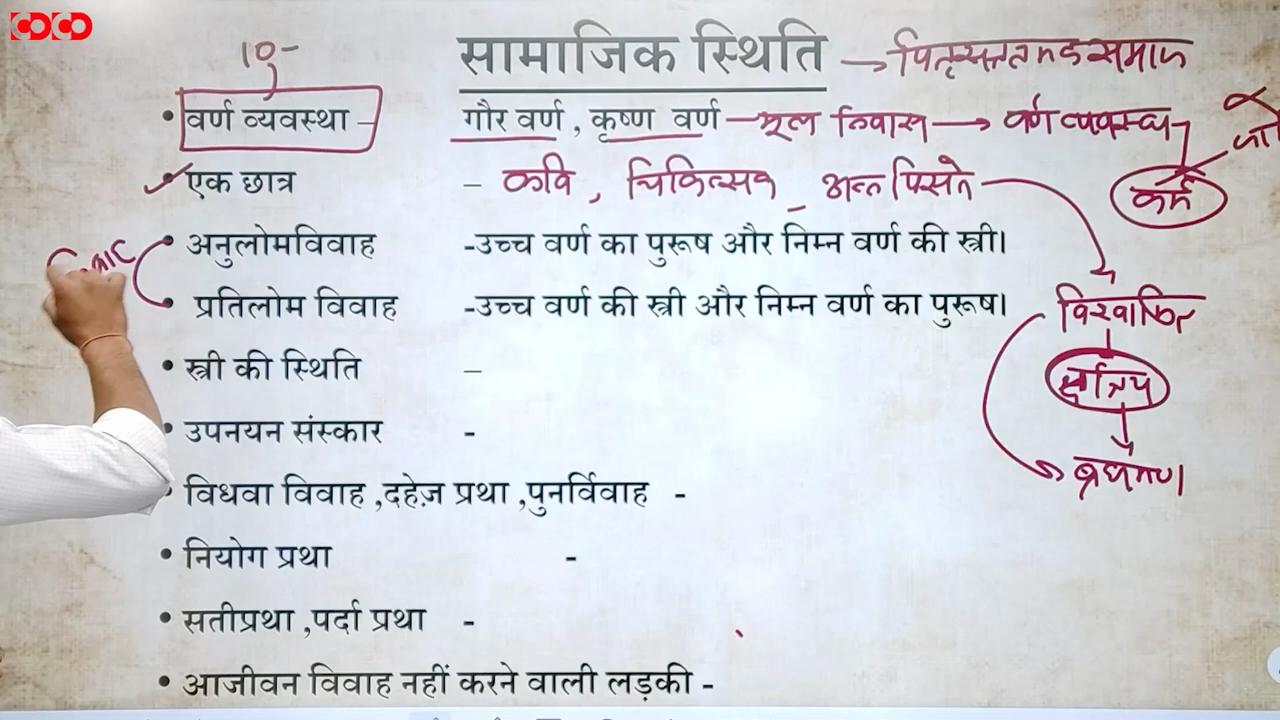 10-
सामाजिक स्थिति → पितृसत्तात्मक समाज
• वर्ण व्यवस्था – गौर वर्ण , कृष्ण वर्ण – मूल निवास → वर्ण व्यवस्था
कर्म
• एक छात्र – कवि , चिकित्सक , अन्न पिसने
• अनुलोमविवाह -उच्च वर्ण का पुरूष और निम्न वर्ण की स्त्री।
• प्रतिलोम विवाह -उच्च वर्ण की स्त्री और निम्न वर्ण का पुरूष।
विश्वामित्र
• स्त्री की स्थिति –
क्षत्रिय
• उपनयन संस्कार -
ब्राह्मण
• विधवा विवाह ,दहेज़ प्रथा ,पुनर्विवाह -
• नियोग प्रथा -
• सतीप्रथा ,पर्दा प्रथा -
• आजीवन विवाह नहीं करने वाली लड़की -